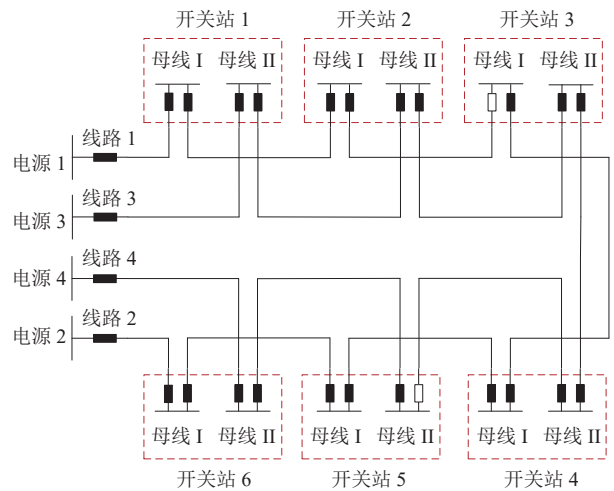 开关站 1 开关站 2 开关站 3
母线 I 母线 II 母线 I 母线 II 母线 I 母线 II
线路 1
电源 1
线路 3
电源 3
线路 4
电源 4
线路 2
电源 2
母线 I 母线 II 母线 I 母线 II 母线 I 母线 II
开关站 6 开关站 5 开关站 4